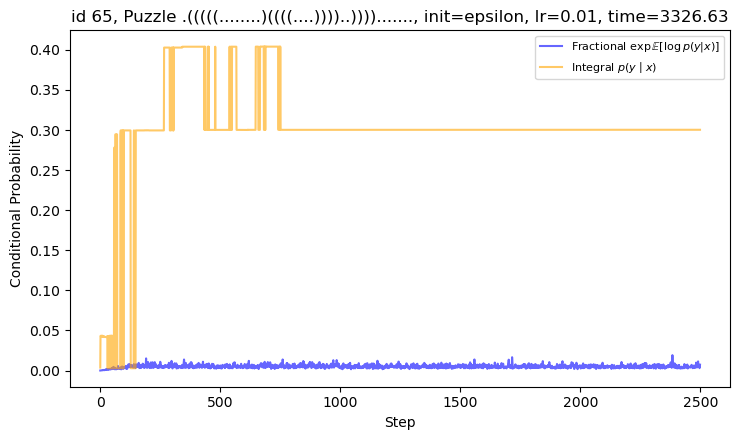 id 65, Puzzle .(((((........)((((....))))..))))......., init=epsilon, lr=0.01, time=3326.63
Fractional exp𝔼[log p(y|x)]
Integral p(y | x)
Conditional Probability
0.40
0.35
0.30
0.25
0.20
0.15
0.10
0.05
0.00
0 500 1000 1500 2000 2500
Step